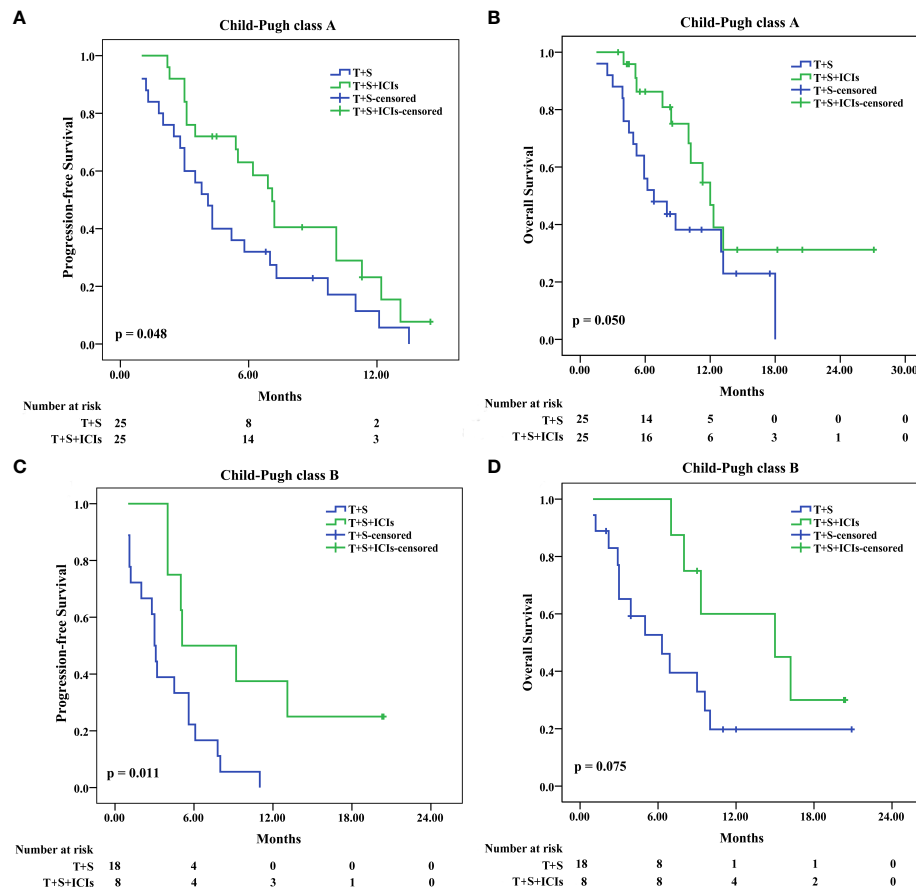 A
Child-Pugh class A
Progression-free Survival
1.0
0.8
0.6
0.4
0.2
0.0
T+S
T+S+ICIs
T+S-censored
T+S+ICIs-censored
p = 0.048
0.00 6.00 12.00
Months
Number at risk
T+S 25 8 2
T+S+ICIs 25 14 3
B
Child-Pugh class A
Overall Survival
1.0
0.8
0.6
0.4
0.2
0.0
T+S
T+S+ICIs
T+S-censored
T+S+ICIs-censored
p = 0.050
0.00 6.00 12.00 18.00 24.00 30.00
Months
Number at risk
T+S 25 14 5 0 0 0
T+S+ICIs 25 16 6 3 1 0
C
Child-Pugh class B
Progression-free Survival
1.0
0.8
0.6
0.4
0.2
0.0
T+S
T+S+ICIs
T+S-censored
T+S+ICIs-censored
p = 0.011
0.00 6.00 12.00 18.00 24.00
Months
Number at risk
T+S 18 4 0 0 0
T+S+ICIs 8 4 3 1 0
D
Child-Pugh class B
Overall Survival
1.0
0.8
0.6
0.4
0.2
0.0
T+S
T+S+ICIs
T+S-censored
T+S+ICIs-censored
p = 0.075
0.00 6.00 12.00 18.00 24.00
Months
Number at risk
T+S 18 8 1 1 0
T+S+ICIs 8 8 4 2 0